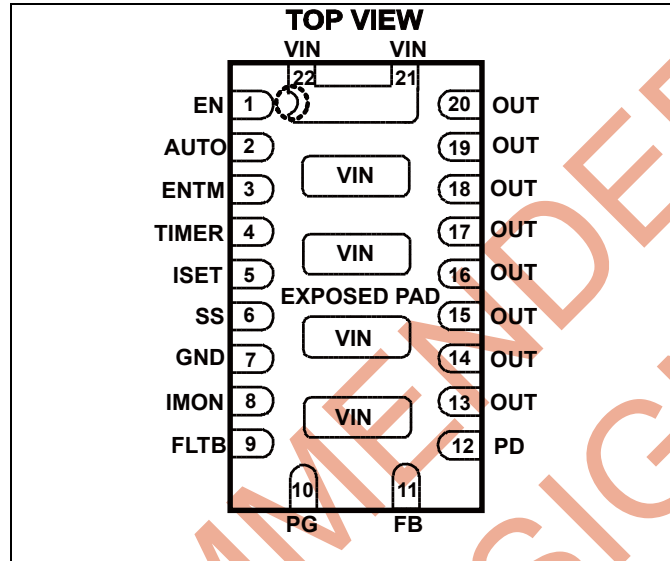 TOP VIEW
VIN VIN
22 21
EN 1 20 OUT
AUTO 2 19 OUT
VIN
ENTM 3 18 OUT
TIMER 4 17 OUT
VIN
ISET 5 16 OUT
EXPOSED PAD
SS 6 15 OUT
VIN
GND 7 14 OUT
IMON 8 13 OUT
VIN
FLTB 9 12 PD
10 11
PG FB